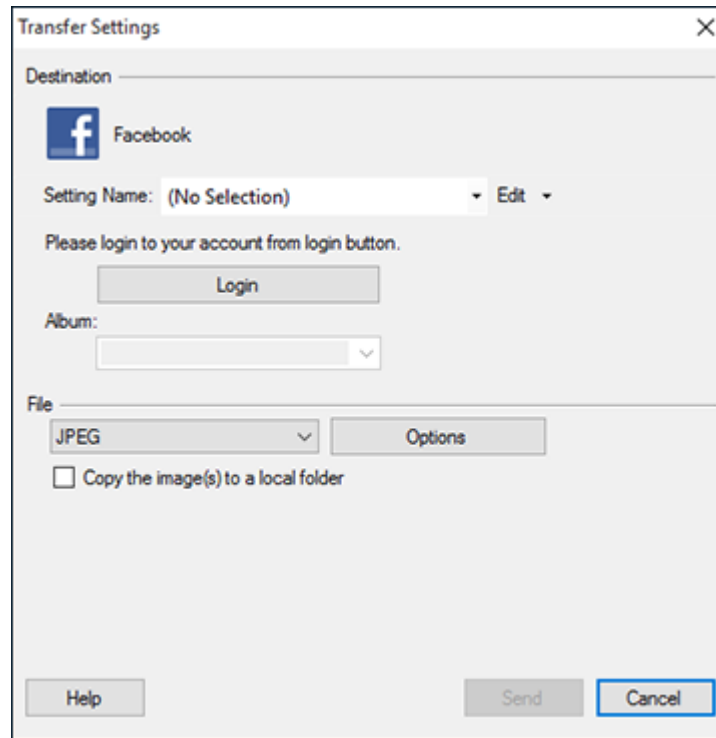 Transfer Settings
Destination
f Facebook
Setting Name: (No Selection) Edit
Please login to your account from login button.
Login
Album:
File
JPEG Options
Copy the image(s) to a local folder
Help Send Cancel